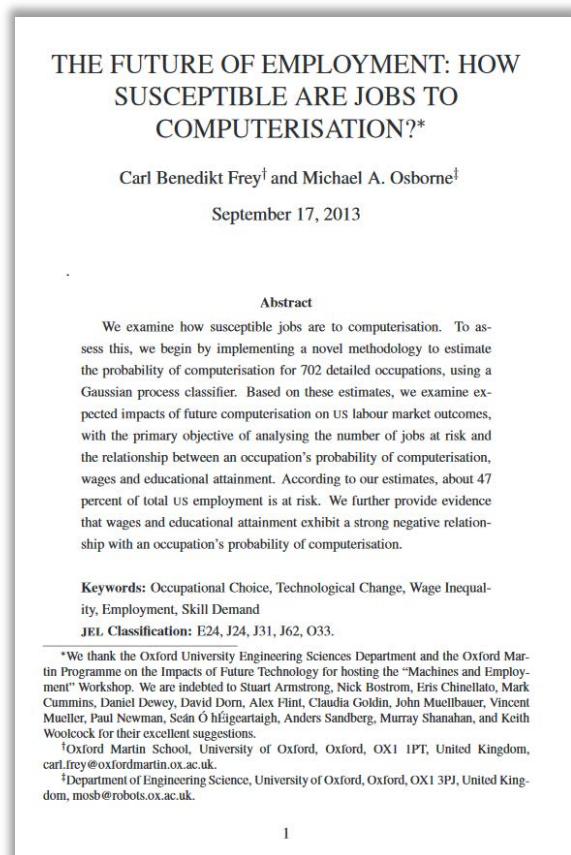 THE FUTURE OF EMPLOYMENT: HOW
SUSCEPTIBLE ARE JOBS TO
COMPUTERISATION?*
Carl Benedikt Frey† and Michael A. Osborne‡
September 17, 2013
.
Abstract
We examine how susceptible jobs are to computerisation. To as-
sess this, we begin by implementing a novel methodology to estimate
the probability of computerisation for 702 detailed occupations, using a
Gaussian process classifier. Based on these estimates, we examine ex-
pected impacts of future computerisation on US labour market outcomes,
with the primary objective of analysing the number of jobs at risk and
the relationship between an occupation's probability of computerisation,
wages and educational attainment. According to our estimates, about 47
percent of total US employment is at risk. We further provide evidence
that wages and educational attainment exhibit a strong negative relation-
ship with an occupation's probability of computerisation.
Keywords: Occupational Choice, Technological Change, Wage Inequal-
ity, Employment, Skill Demand
JEL Classification: E24, J24, J31, J62, O33.
*We thank the Oxford University Engineering Sciences Department and the Oxford Mar-
tin Programme on the Impacts of Future Technology for hosting the "Machines and Employ-
ment" Workshop. We are indebted to Stuart Armstrong, Nick Bostrom, Eris Chinellato, Mark
Cummins, Daniel Dewey, David Dorn, Alex Flint, Claudia Goldin, John Muellbauer, Vincent
Mueller, Paul Newman, Seán Ó hÉigeartaigh, Anders Sandberg, Murray Shanahan, and Keith
Woolcock for their excellent suggestions.
†Oxford Martin School, University of Oxford, Oxford, OX1 1PT, United Kingdom,
carl.frey@oxfordmartin.ox.ac.uk.
‡Department of Engineering Science, University of Oxford, Oxford, OX1 3PJ, United King-
dom, mosb@robots.ox.ac.uk.
1